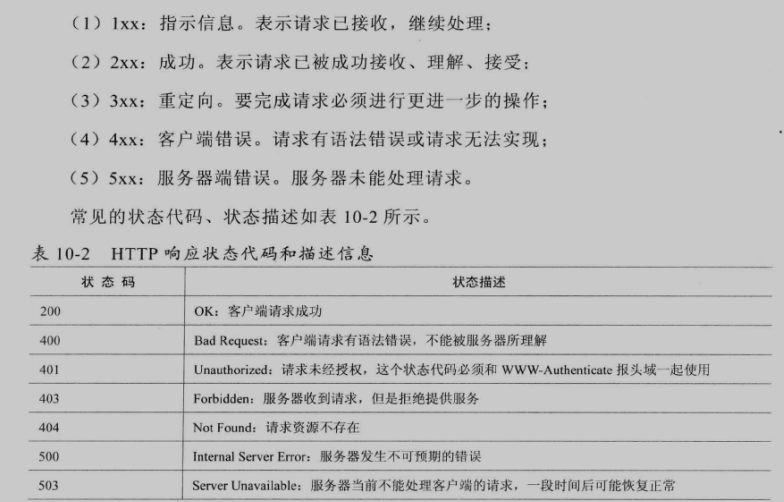 （1）1xx：指示信息。表示请求已接收，继续处理；
（2）2xx：成功。表示请求已被成功接收、理解、接受；
（3）3xx：重定向。要完成请求必须进行更进一步的操作；
（4）4xx：客户端错误。请求有语法错误或请求无法实现；
（5）5xx：服务器端错误。服务器未能处理请求。
常见的状态代码、状态描述如表 10-2 所示。
表 10-2 HTTP 响应状态代码和描述信息
状 态 码 状态描述
200 OK：客户端请求成功
400 Bad Request：客户端请求有语法错误，不能被服务器所理解
401 Unauthorized：请求未经授权，这个状态代码必须和 WWW-Authenticate 报头域一起使用
403 Forbidden：服务器收到请求，但是拒绝提供服务
404 Not Found：请求资源不存在
500 Internal Server Error：服务器发生不可预期的错误
503 Server Unavailable：服务器当前不能处理客户端的请求，一段时间后可能恢复正常